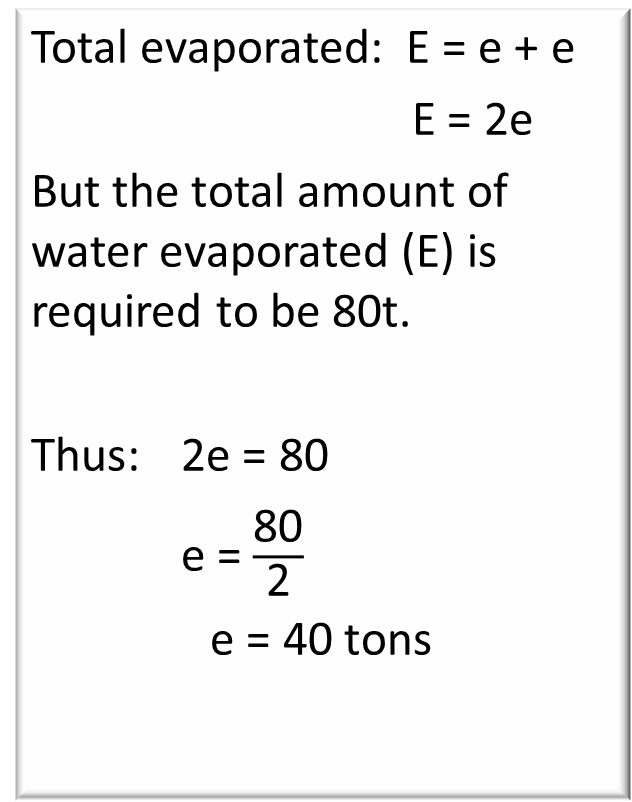 Total evaporated: E = e + e
E = 2e
But the total amount of
water evaporated (E) is
required to be 80t.
Thus: 2e = 80
e = 80/2
e = 40 tons